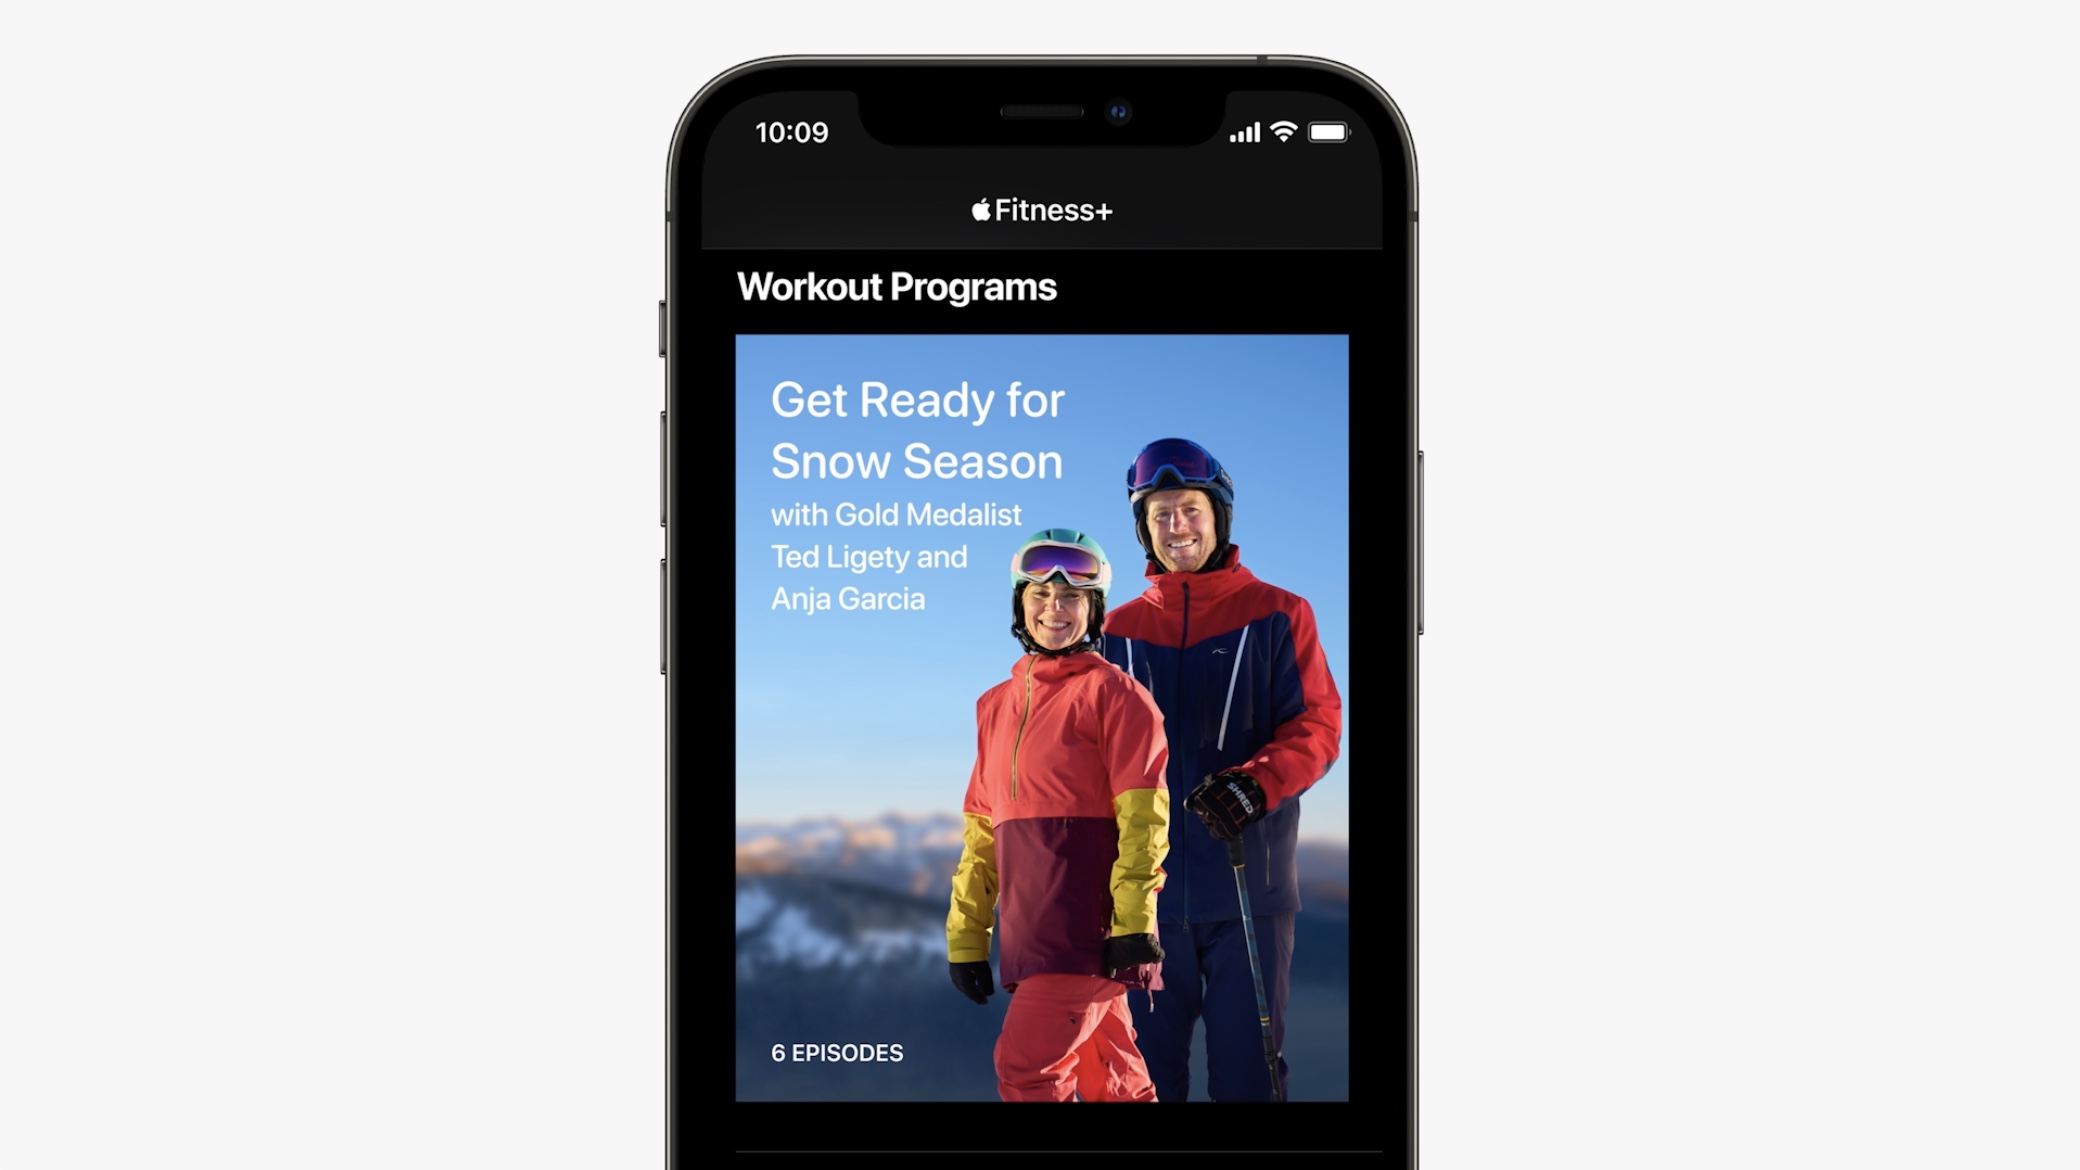 10:09
Fitness+
Workout Programs
Get Ready for
Snow Season
with Gold Medalist
Ted Ligety and
Anja Garcia
SHRED
6 EPISODES